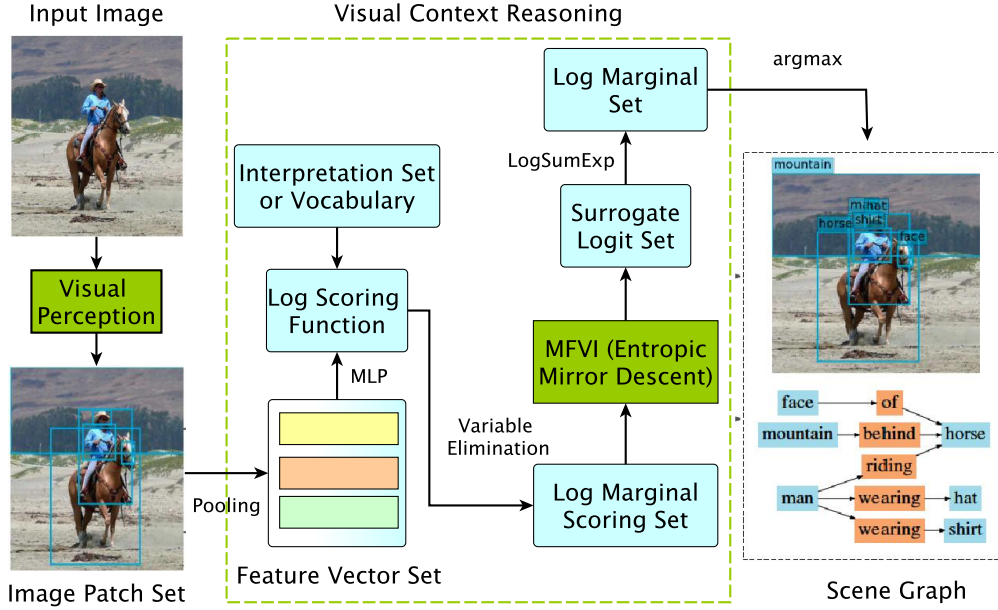 Input Image
Visual Context Reasoning
Visual
Perception
Image Patch Set
Pooling
Interpretation Set
or Vocabulary
Log Scoring
Function
MLP
Feature Vector Set
Variable
Elimination
Log Marginal
Scoring Set
MFVI (Entropic
Mirror Descent)
Surrogate
Logit Set
LogSumExp
Log Marginal
Set
argmax
mountain
hat
horse
shirt
face
face
of
mountain
behind
horse
riding
man
wearing
hat
wearing
shirt
Scene Graph